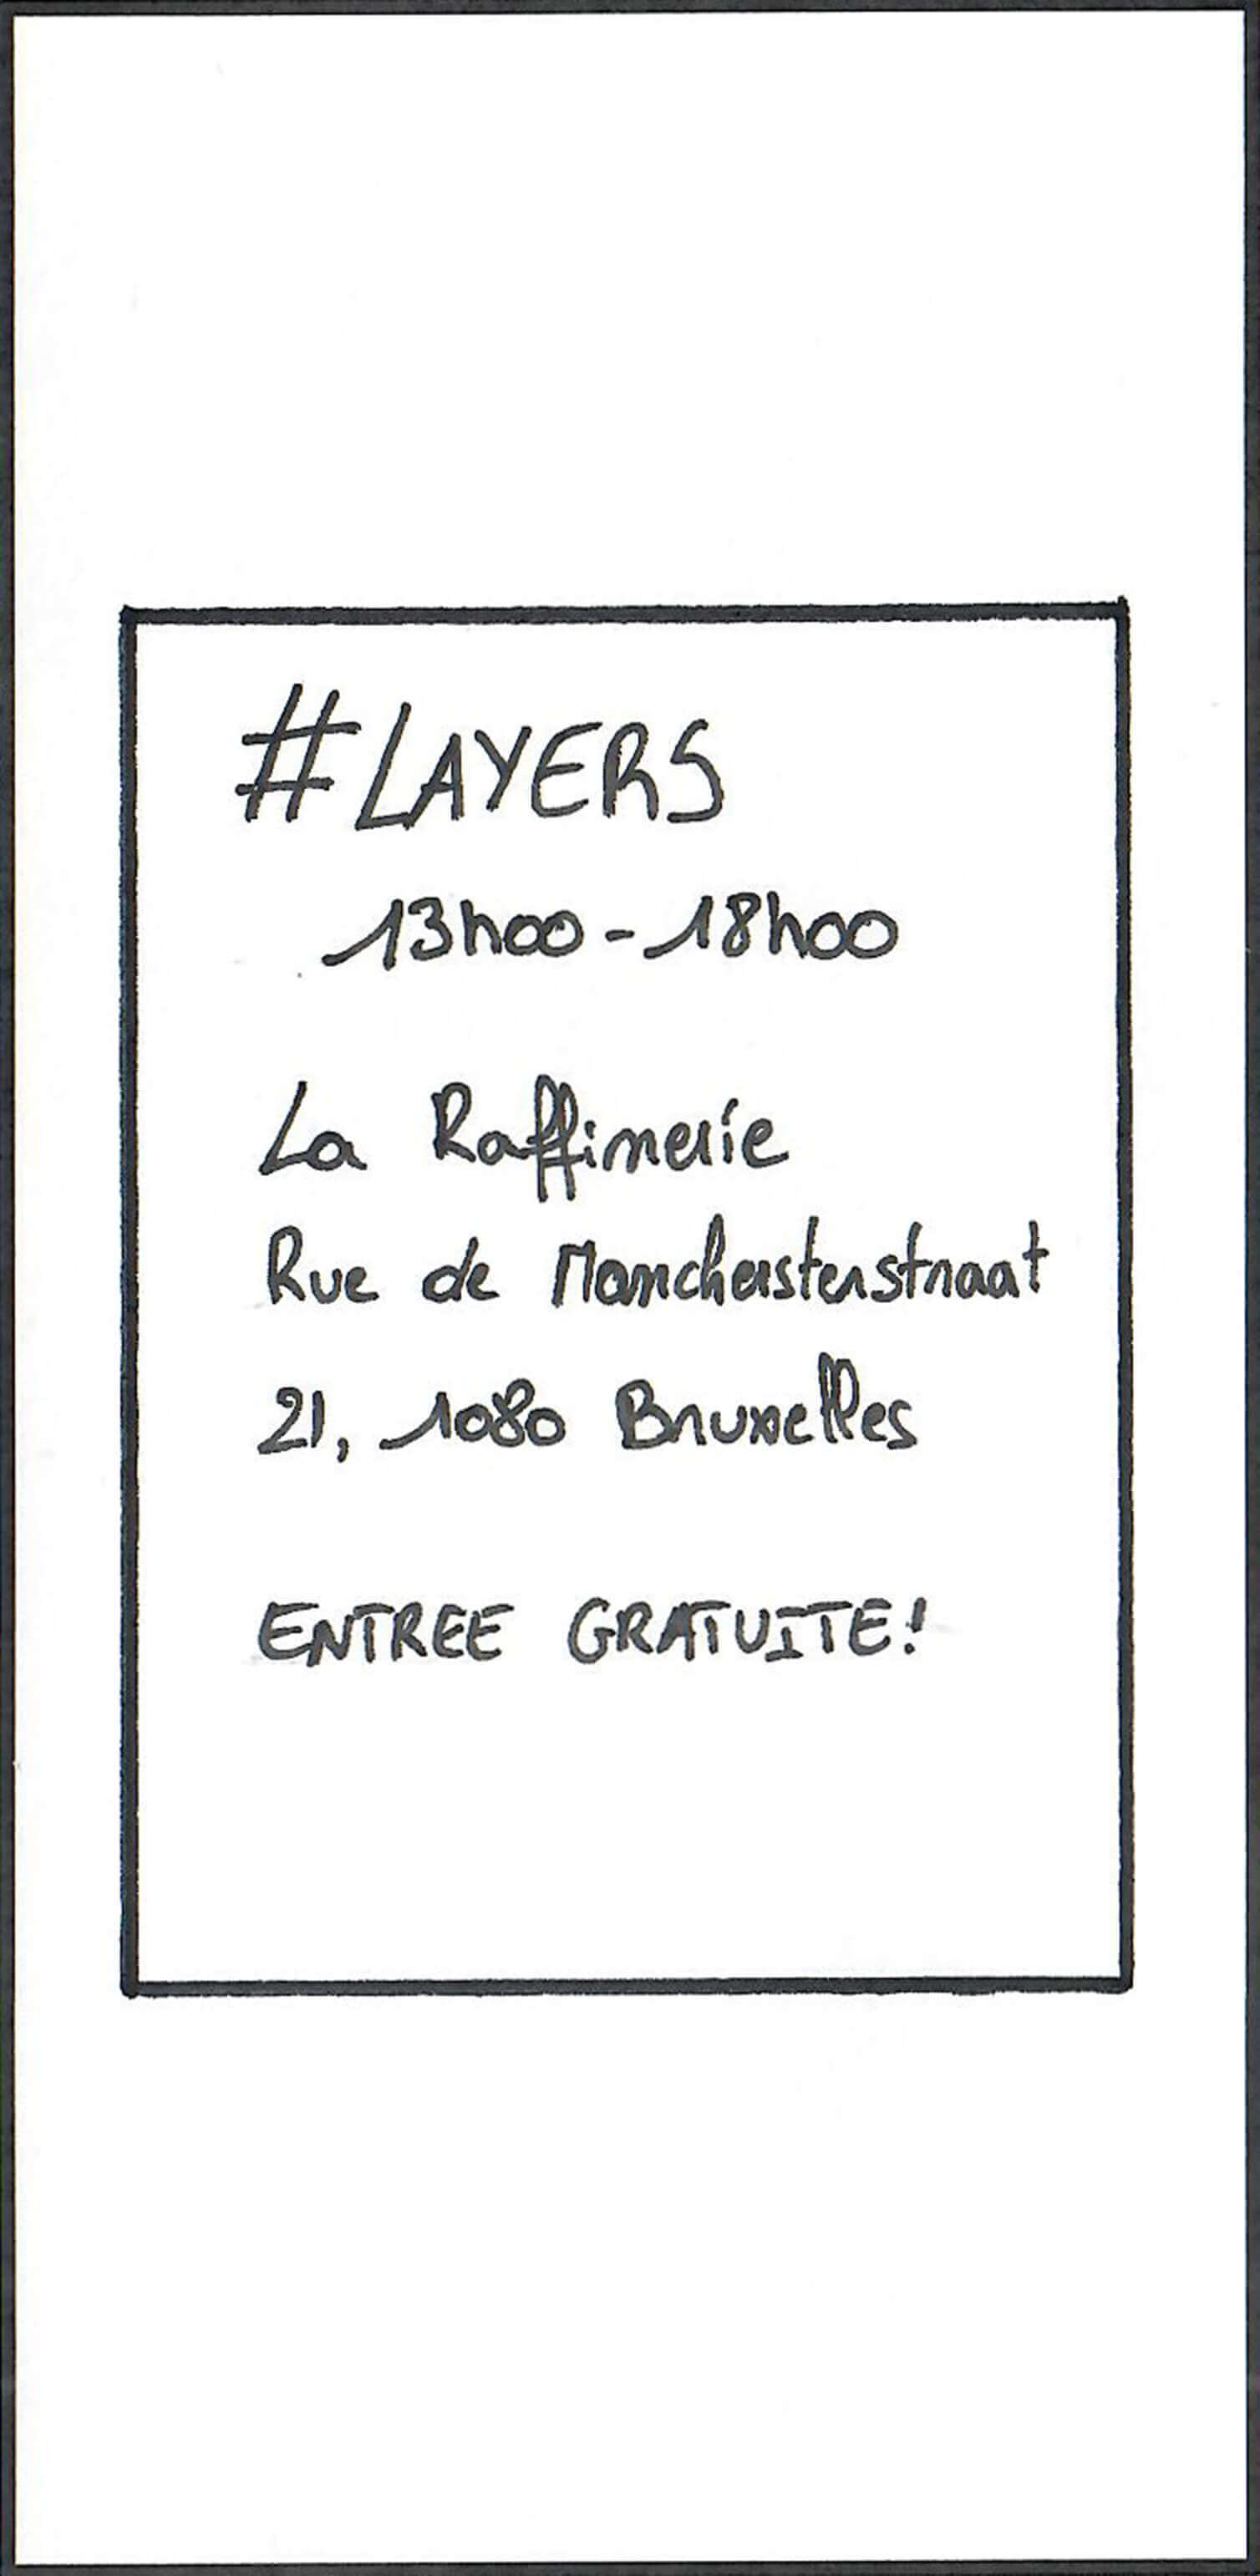 #LAYERS
13h00-18h00
La Raffinerie
Rue de Manchesterstraat
21, 1080 Bruxelles
ENTREE GRATUITE!